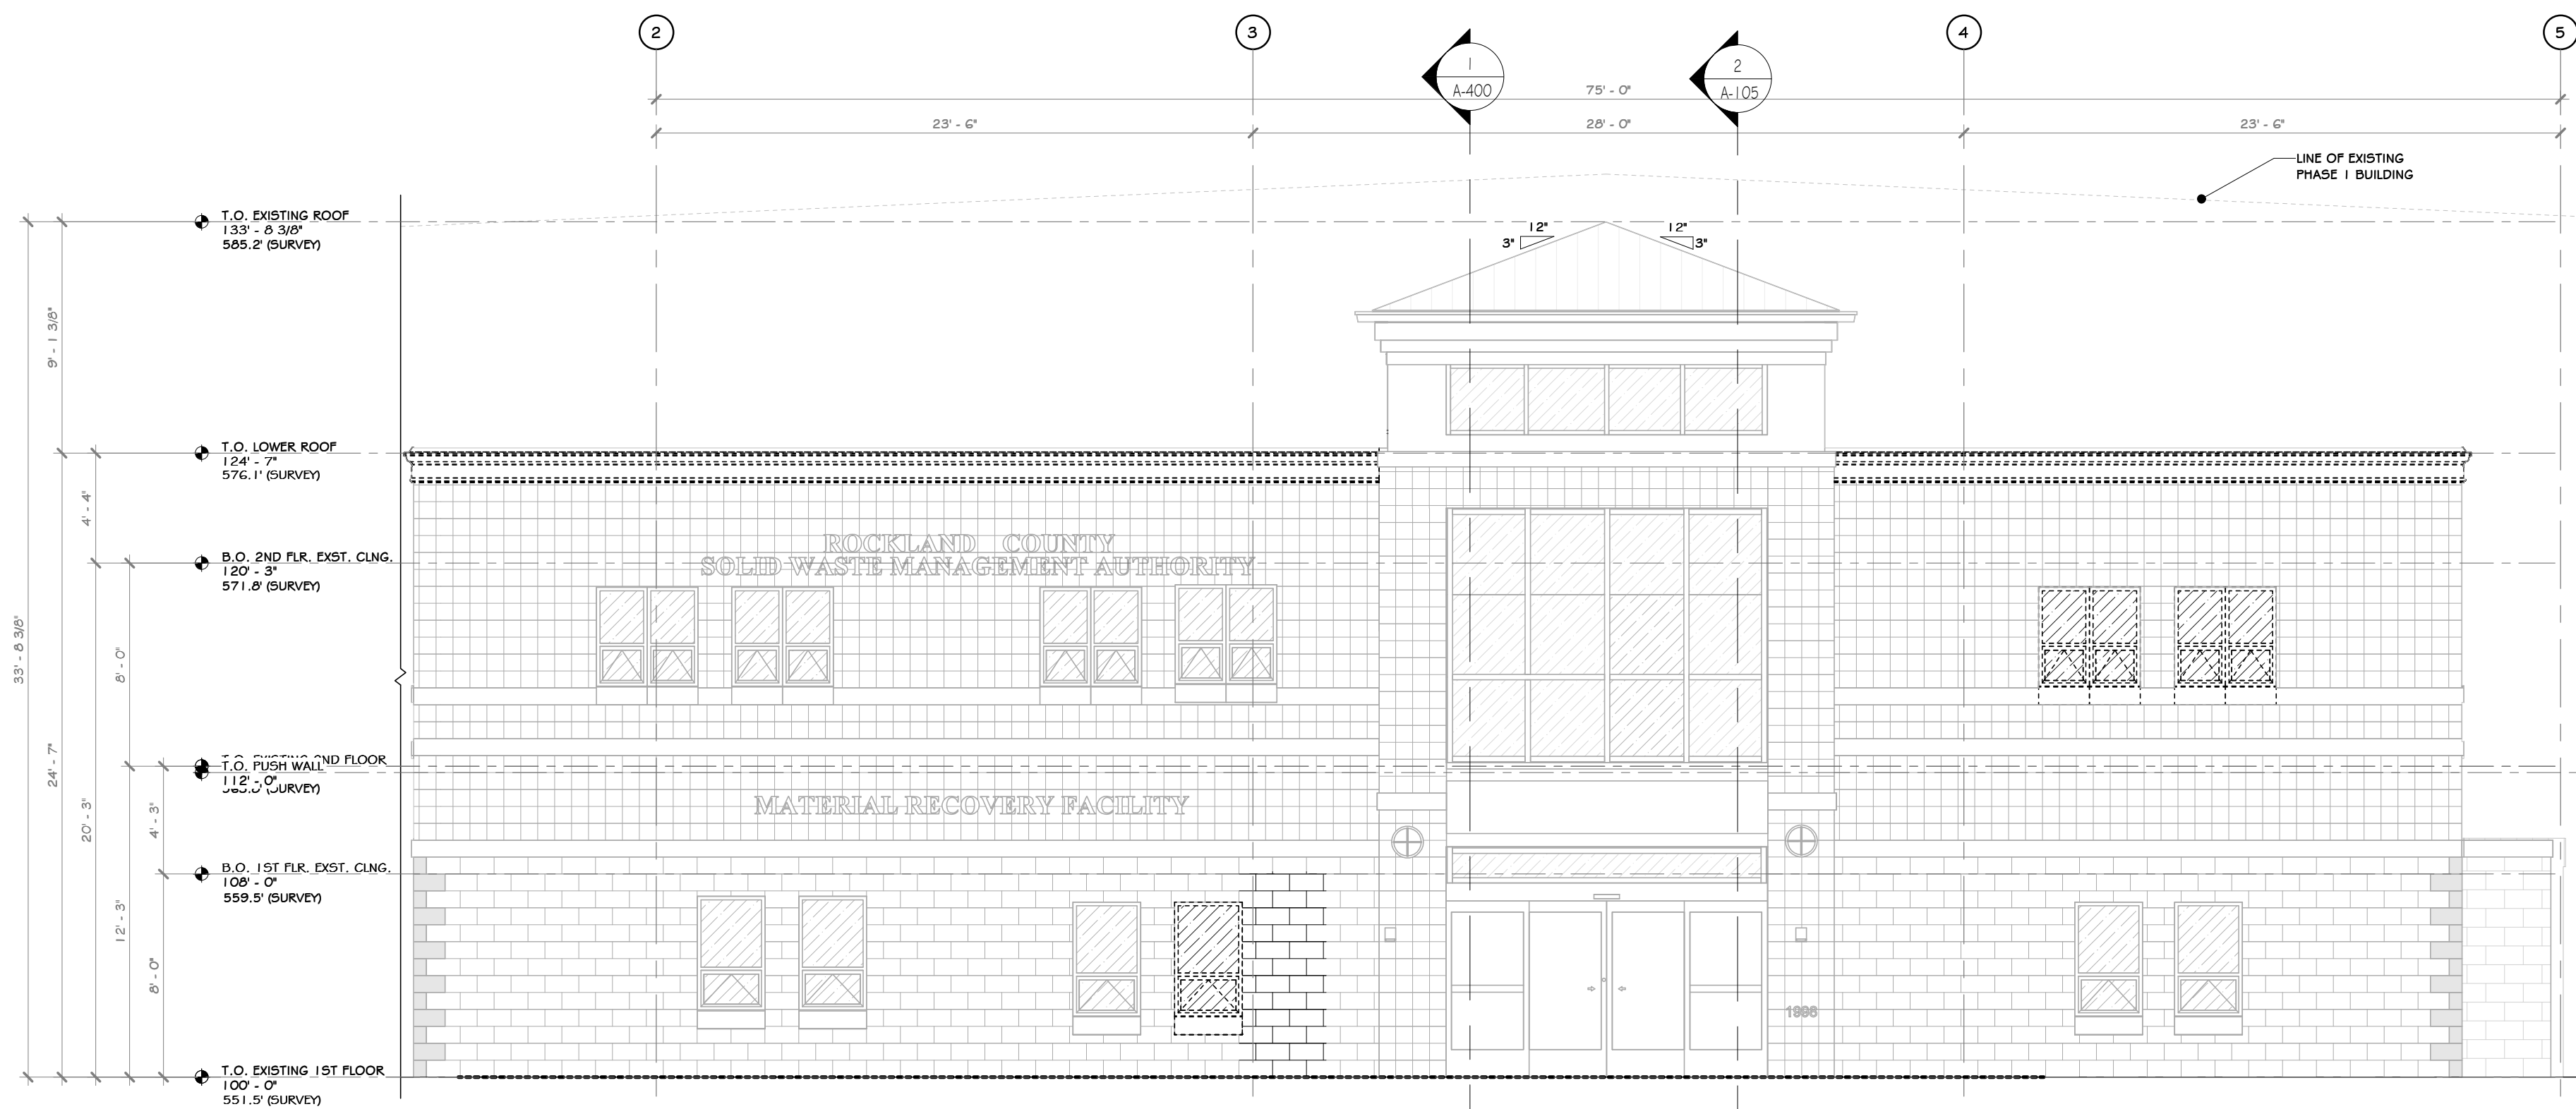 2
3
4
5
1
A-400
2
A-105
75' - 0"
23' - 6"
28' - 0"
23' - 6"
LINE OF EXISTING
PHASE 1 BUILDING
T.O. EXISTING ROOF
133' - 8 3/8"
585.2' (SURVEY)
12"
3"
12"
3"
9' - 1 3/8"
T.O. LOWER ROOF
124' - 7"
576.1' (SURVEY)
4' - 4"
ROCKLAND COUNTY
SOLID WASTE MANAGEMENT AUTHORITY
B.O. 2ND FLR. EXST. CLNG.
120' - 3"
571.8' (SURVEY)
33' - 8 3/8"
8' - 0"
24' - 7"
FLOOR
T.O. PUSH WALL
112' - 0"
(SURVEY)
20' - 3"
4' - 3"
MATERIAL RECOVERY FACILITY
B.O. 1ST FLR. EXST. CLNG.
108' - 0"
559.5' (SURVEY)
12' - 3"
8' - 0"
1996
T.O. EXISTING 1ST FLOOR
100' - 0"
551.5' (SURVEY)